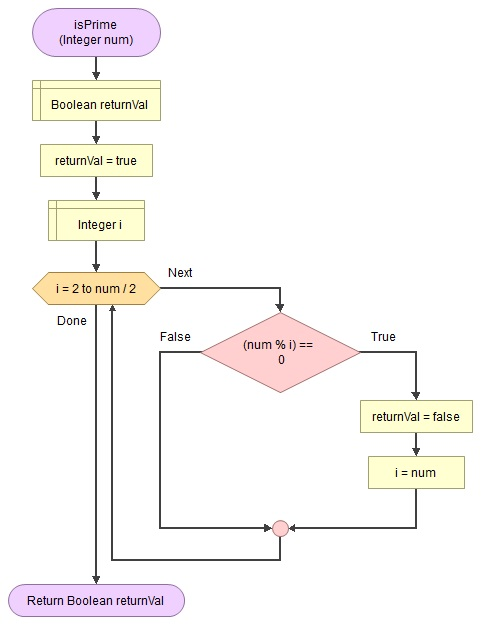 isPrime
(Integer num)
Boolean returnVal
returnVal = true
Integer i
i = 2 to num / 2
Next
Done
False
(num % i) ==
0
True
returnVal = false
i = num
Return Boolean returnVal